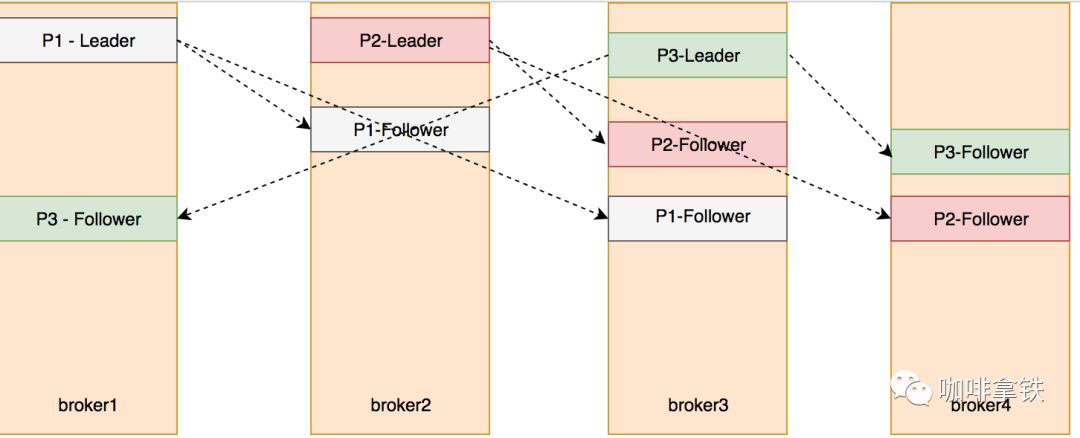 P1 - Leader
P2-Leader
P3-Leader
P1-Follower
P2-Follower
P3-Follower
P3 - Follower
P1-Follower
P2-Follower
咖啡拿铁
broker1
broker2
broker3
broker4